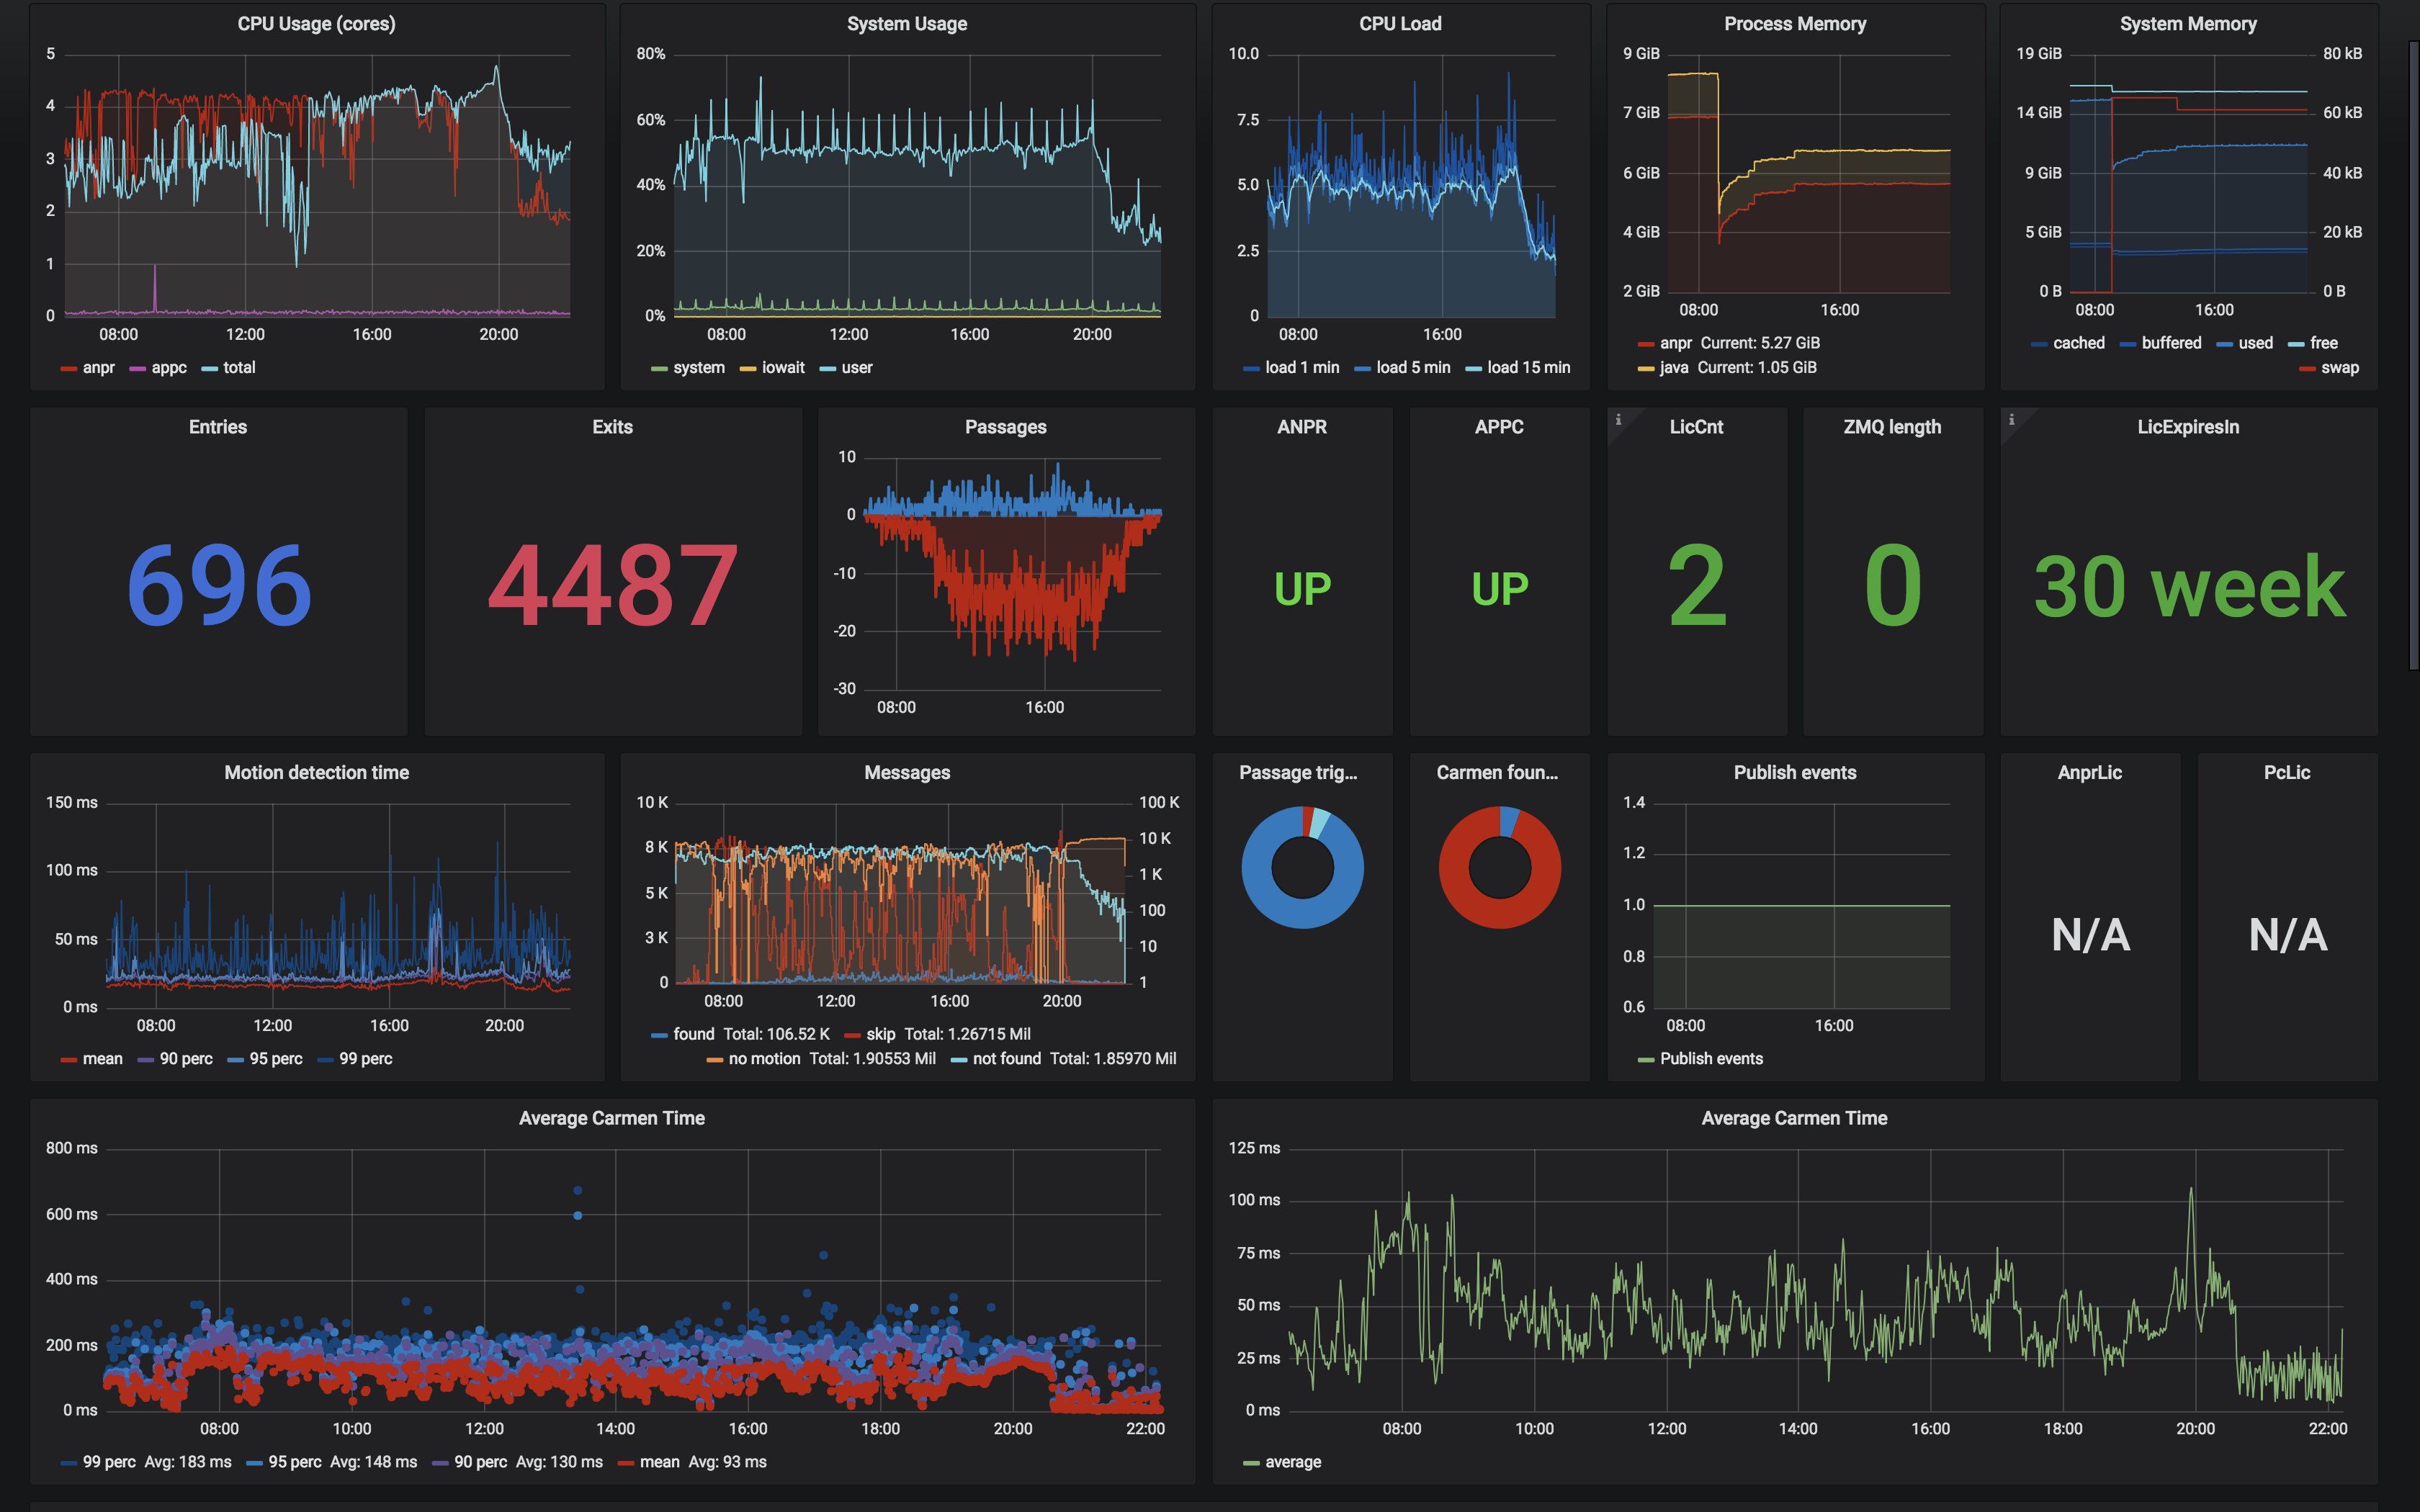 CPU Usage (cores)
5
4
3
2
1
0
08:00 12:00 16:00 20:00
anpr appc total
System Usage
80%
60%
40%
20%
0%
08:00 12:00 16:00 20:00
system iowait user
CPU Load
10.0
7.5
5.0
2.5
0
08:00 16:00
load 1 min load 5 min load 15 min
Process Memory
9 GiB
7 GiB
6 GiB
4 GiB
2 GiB
08:00 16:00
anpr Current: 5.27 GiB
java Current: 1.05 GiB
System Memory
19 GiB 80 kB
14 GiB 60 kB
9 GiB 40 kB
5 GiB 20 kB
0 B 0 B
08:00 16:00
cached buffered used free
swap
Entries
696
Exits
4487
Passages
10
0
-10
-20
-30
08:00 16:00
ANPR
UP
APPC
UP
i
LicCnt
2
ZMQ length
0
i
LicExpiresIn
30 week
Motion detection time
150 ms
100 ms
50 ms
0 ms
08:00 12:00 16:00 20:00
mean 90 perc 95 perc 99 perc
Messages
10 K 100 K
8 K 10 K
5 K 1 K
3 K 100
0 10
1
08:00 12:00 16:00 20:00
found Total: 106.52 K skip Total: 1.26715 Mil
no motion Total: 1.90553 Mil not found Total: 1.85970 Mil
Passage trig...
Carmen foun...
Publish events
1.4
1.2
1.0
0.8
0.6
08:00 16:00
Publish events
AnprLic
N/A
PcLic
N/A
Average Carmen Time
800 ms
600 ms
400 ms
200 ms
0 ms
08:00 10:00 12:00 14:00 16:00 18:00 20:00 22:00
99 perc Avg: 183 ms 95 perc Avg: 148 ms 90 perc Avg: 130 ms mean Avg: 93 ms
Average Carmen Time
125 ms
100 ms
75 ms
50 ms
25 ms
0 ms
08:00 10:00 12:00 14:00 16:00 18:00 20:00 22:00
average